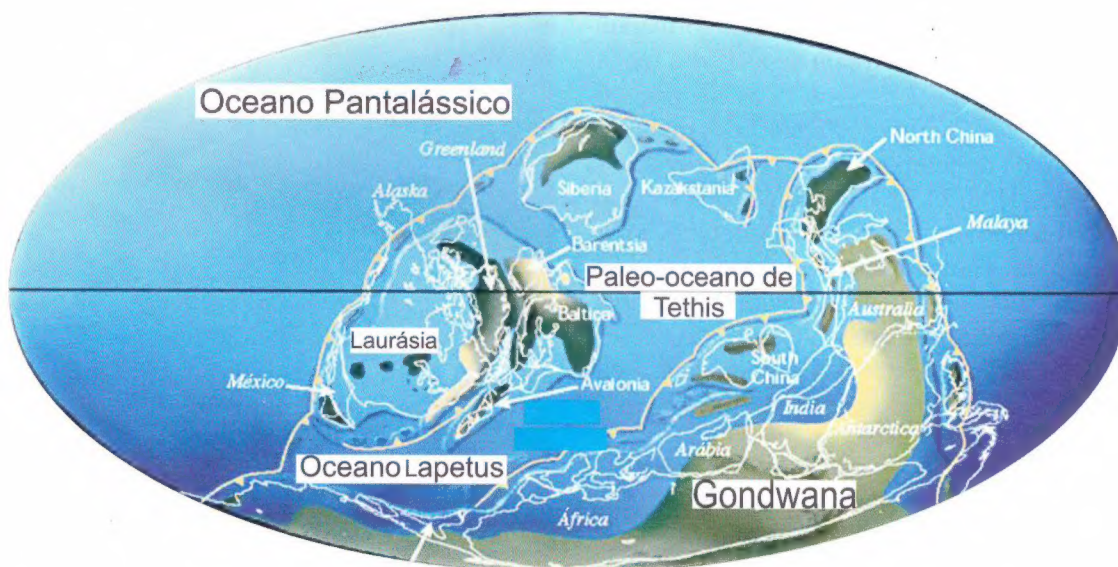 Oceano Pantalássico
Greenland
North China
Alaska
Siberia
Kazakstania
Malaya
Barentsia
Paleo-oceano de
Tethis
Baltica
Australia
Laurásia
México
South
China
Avalonia
India
Antarctica
Arábia
Oceano Lapetus
Gondwana
África